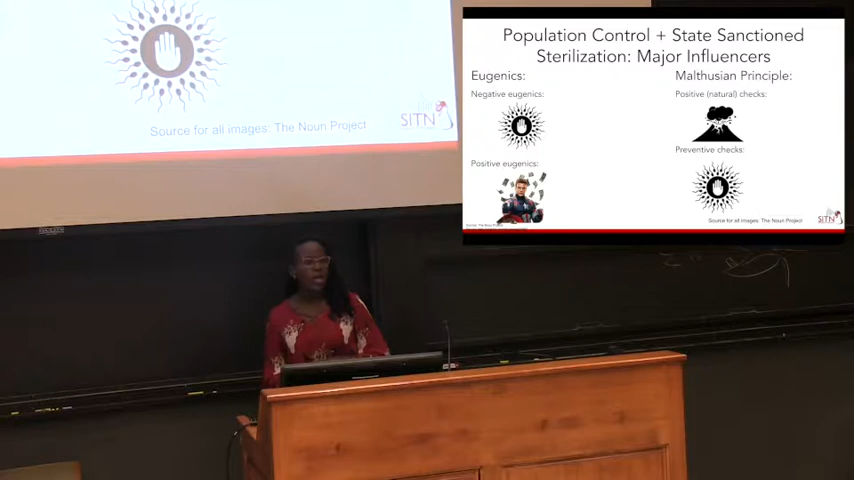 Source for all images: The Noun Project
SITN
Population Control + State Sanctioned
Sterilization: Major Influencers
Eugenics:
Malthusian Principle:
Negative eugenics:
Positive (natural) checks:
Preventive checks:
Positive eugenics:
Source for all images: The Noun Project
SITN